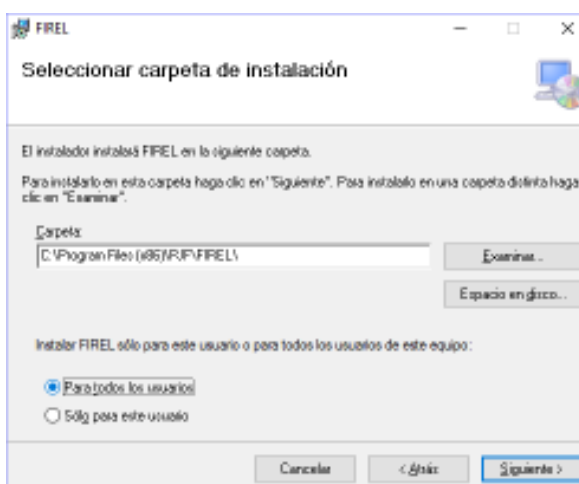 FIREL
Seleccionar carpeta de instalación
El instalador instalará FIREL en la siguiente carpeta.
Para instalarlo en esta carpeta haga clic en "Siguiente". Para instalarlo en una carpeta distinta haga
clic en "Examinar".
Carpeta:
C:\Program Files (x86)\PJF\FIREL\
Examinar...
Espacio en disco...
Instalar FIREL sólo para este usuario o para todos los usuarios de este equipo:
Para todos los usuarios
Sólo para este usuario
Cancelar
< Atrás
Siguiente >